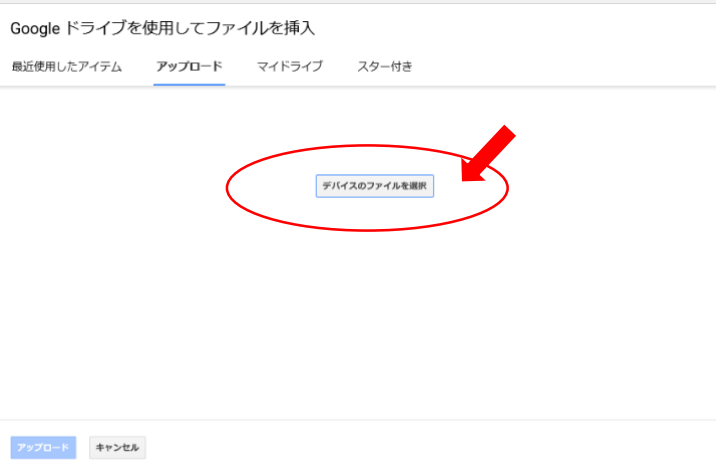 Google ドライブを使用してファイルを挿入
最近使用したアイテム アップロード マイドライブ スター付き
デバイスのファイルを選択
アップロード キャンセル